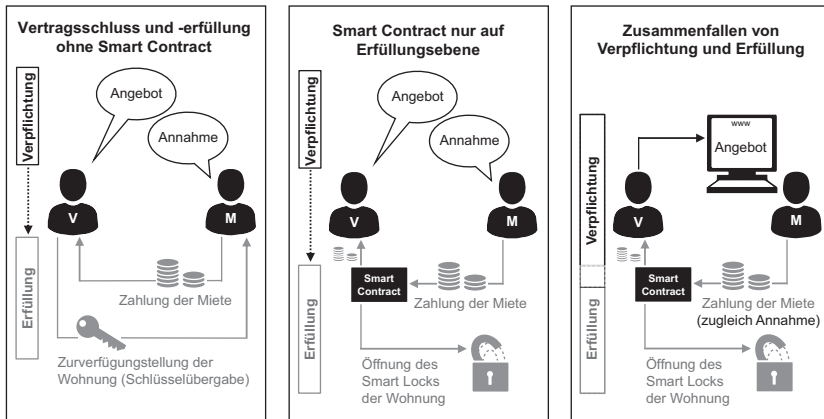 Vertragsschluss und -erfüllung
ohne Smart Contract
Verpflichtung
Angebot
Annahme
V
M
Erfüllung
Zahlung der Miete
Zurverfügungstellung der
Wohnung (Schlüsselübergabe)
Smart Contract nur auf
Erfüllungsebene
Verpflichtung
Angebot
Annahme
V
M
Erfüllung
Smart
Contract
Zahlung der Miete
Öffnung des
Smart Locks
der Wohnung
Zusammenfallen von
Verpflichtung und Erfüllung
Verpflichtung
www
Angebot
V
M
Erfüllung
Smart
Contract
Zahlung der Miete
(zugleich Annahme)
Öffnung des
Smart Locks
der Wohnung